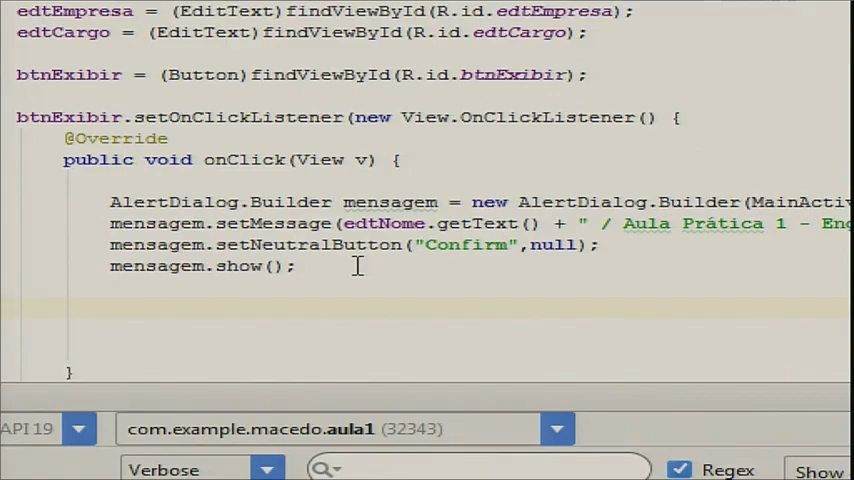 edtEmpresa = (EditText)findViewById(R.id.edtEmpresa);
edtCargo = (EditText)findViewById(R.id.edtCargo);
btnExibir = (Button)findViewById(R.id.btnExibir);
btnExibir.setOnClickListener(new View.OnClickListener() {
@Override
public void onClick(View v) {
AlertDialog.Builder mensagem = new AlertDialog.Builder(MainActiv
mensagem.setMessage(edtNome.getText() + " / Aula Prática 1 - Eng
mensagem.setNeutralButton("Confirm",null);
mensagem.show();
}
API 19 com.example.macedo.aula1 (32343)
Verbose Regex Show